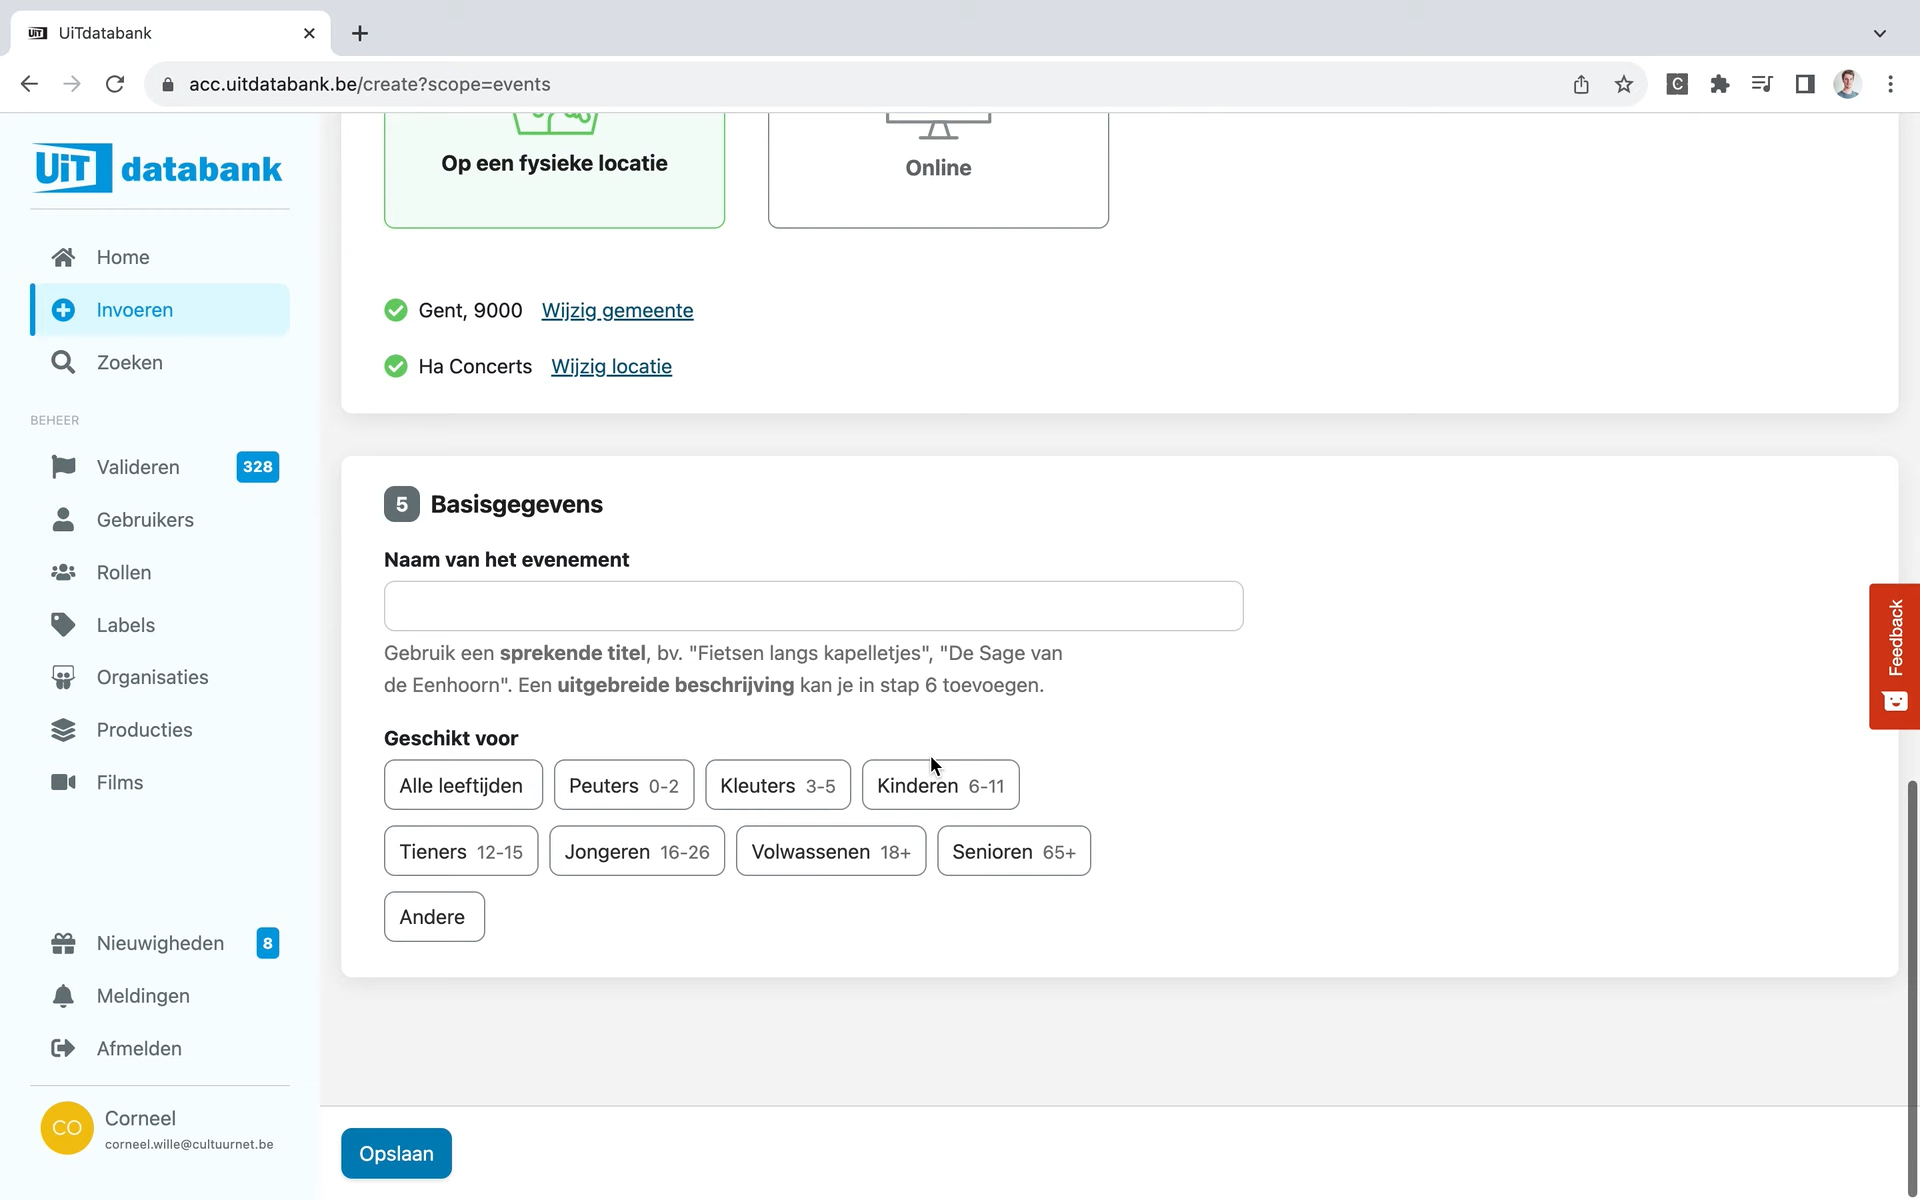 UiTdatabank
acc.uitdatabank.be/create?scope=events
UiT databank
Home
Invoeren
Zoeken
BEHEER
Valideren 328
Gebruikers
Rollen
Labels
Organisaties
Producties
Films
Nieuwigheden 8
Meldingen
Afmelden
CO Corneel
corneel.wille@cultuurnet.be
Op een fysieke locatie
Online
Gent, 9000 Wijzig gemeente
Ha Concerts Wijzig locatie
5 Basisgegevens
Naam van het evenement
Gebruik een sprekende titel, bv. "Fietsen langs kapelletjes", "De Sage van
de Eenhoorn". Een uitgebreide beschrijving kan je in stap 6 toevoegen.
Geschikt voor
Alle leeftijden Peuters 0-2 Kleuters 3-5 Kinderen 6-11
Tieners 12-15 Jongeren 16-26 Volwassenen 18+ Senioren 65+
Andere
Opslaan
Feedback